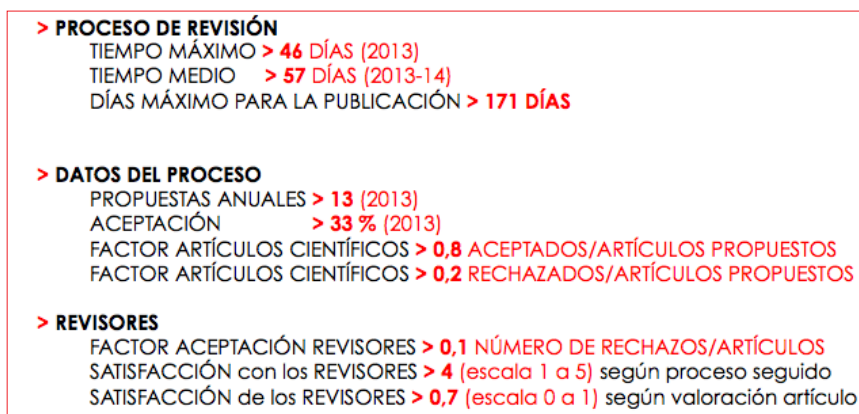 > PROCESO DE REVISIÓN
TIEMPO MÁXIMO > 46 DÍAS (2013)
TIEMPO MEDIO > 57 DÍAS (2013-14)
DÍAS MÁXIMO PARA LA PUBLICACIÓN > 171 DÍAS
> DATOS DEL PROCESO
PROPUESTAS ANUALES > 13 (2013)
ACEPTACIÓN > 33 % (2013)
FACTOR ARTÍCULOS CIENTÍFICOS > 0,8 ACEPTADOS/ARTÍCULOS PROPUESTOS
FACTOR ARTÍCULOS CIENTÍFICOS > 0,2 RECHAZADOS/ARTÍCULOS PROPUESTOS
> REVISORES
FACTOR ACEPTACIÓN REVISORES > 0,1 NÚMERO DE RECHAZOS/ARTÍCULOS
SATISFACCIÓN con los REVISORES > 4 (escala 1 a 5) según proceso seguido
SATISFACCIÓN de los REVISORES > 0,7 (escala 0 a 1) según valoración artículo